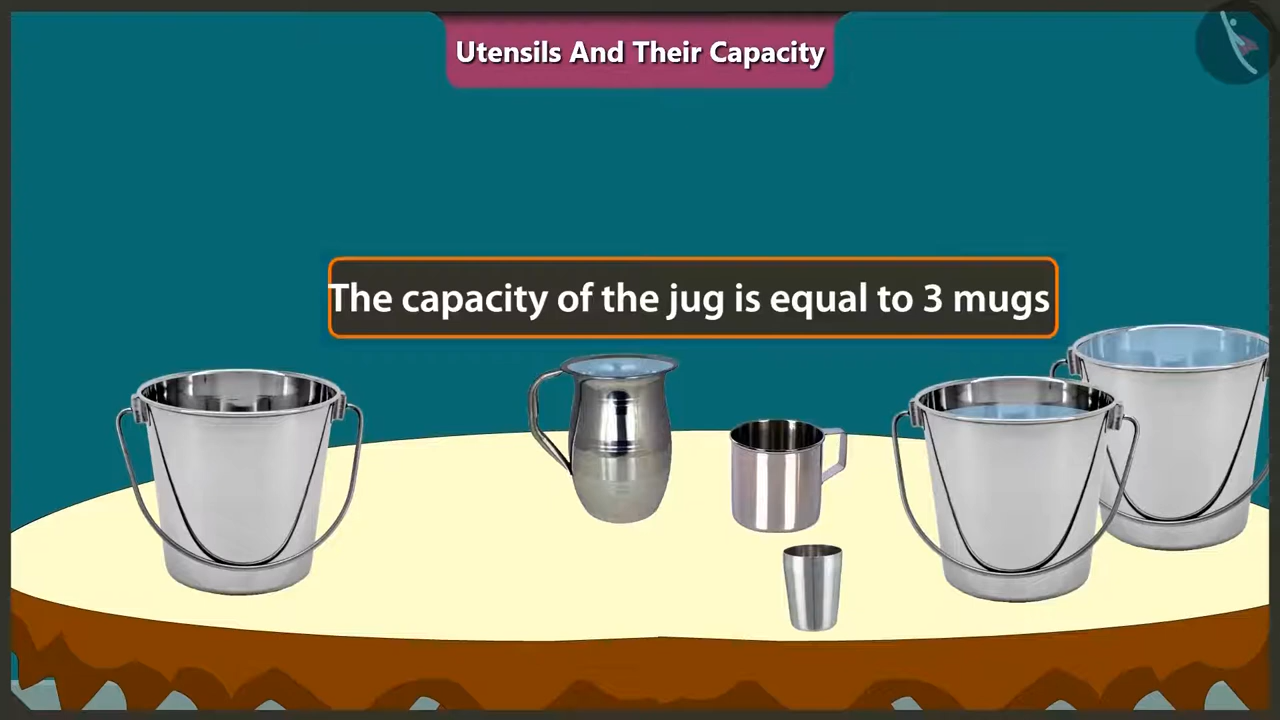 Utensils And Their Capacity
The capacity of the jug is equal to 3 mugs